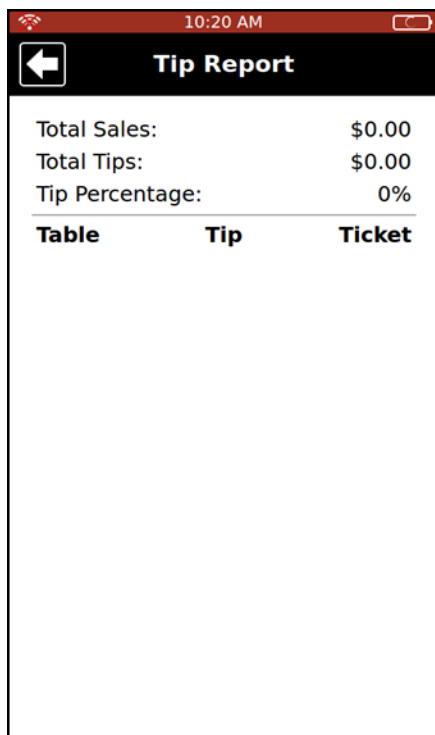 10:20 AM
Tip Report
Total Sales: $0.00
Total Tips: $0.00
Tip Percentage: 0%
Table Tip Ticket